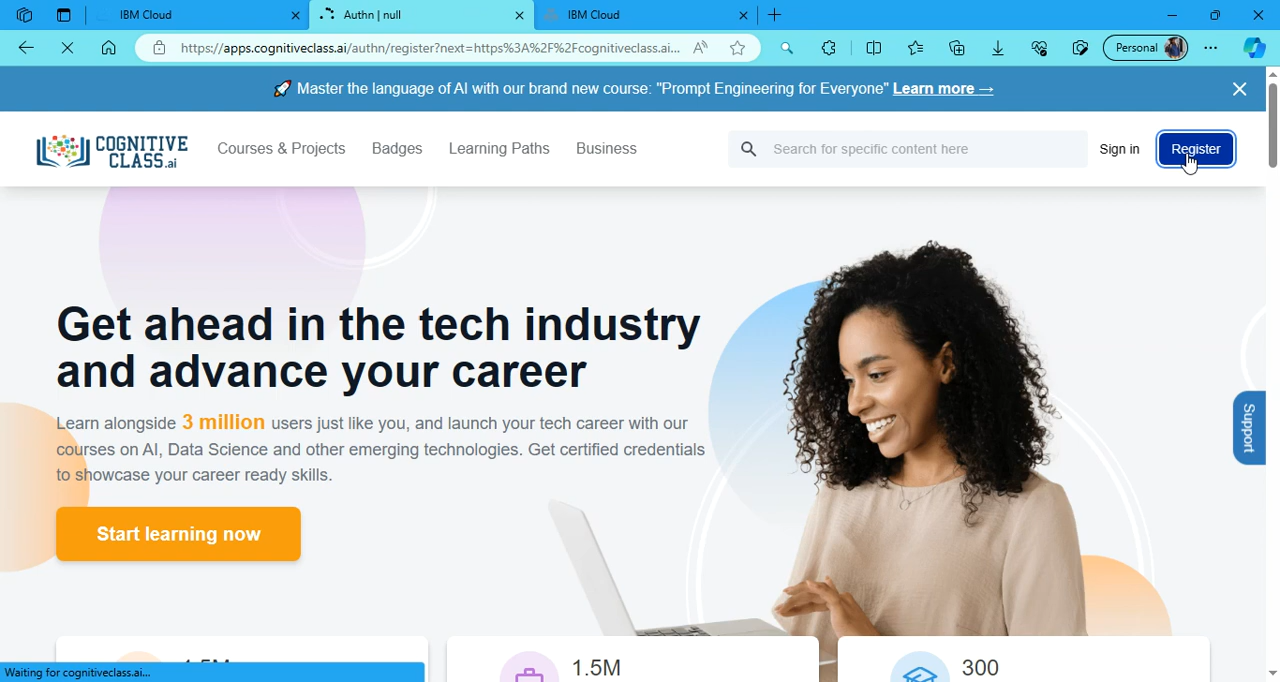 IBM Cloud
Authn | null
IBM Cloud
https://apps.cognitiveclass.ai/authn/register?next=https%3A%2F%2Fcognitiveclass.ai...
Personal
🚀 Master the language of AI with our brand new course: "Prompt Engineering for Everyone" Learn more →
COGNITIVE
CLASS.ai
Courses & Projects
Badges
Learning Paths
Business
Search for specific content here
Sign in
Register
Get ahead in the tech industry
and advance your career
Learn alongside 3 million users just like you, and launch your tech career with our
courses on AI, Data Science and other emerging technologies. Get certified credentials
to showcase your career ready skills.
Start learning now
Support
1.5M
300
Waiting for cognitiveclass.ai...